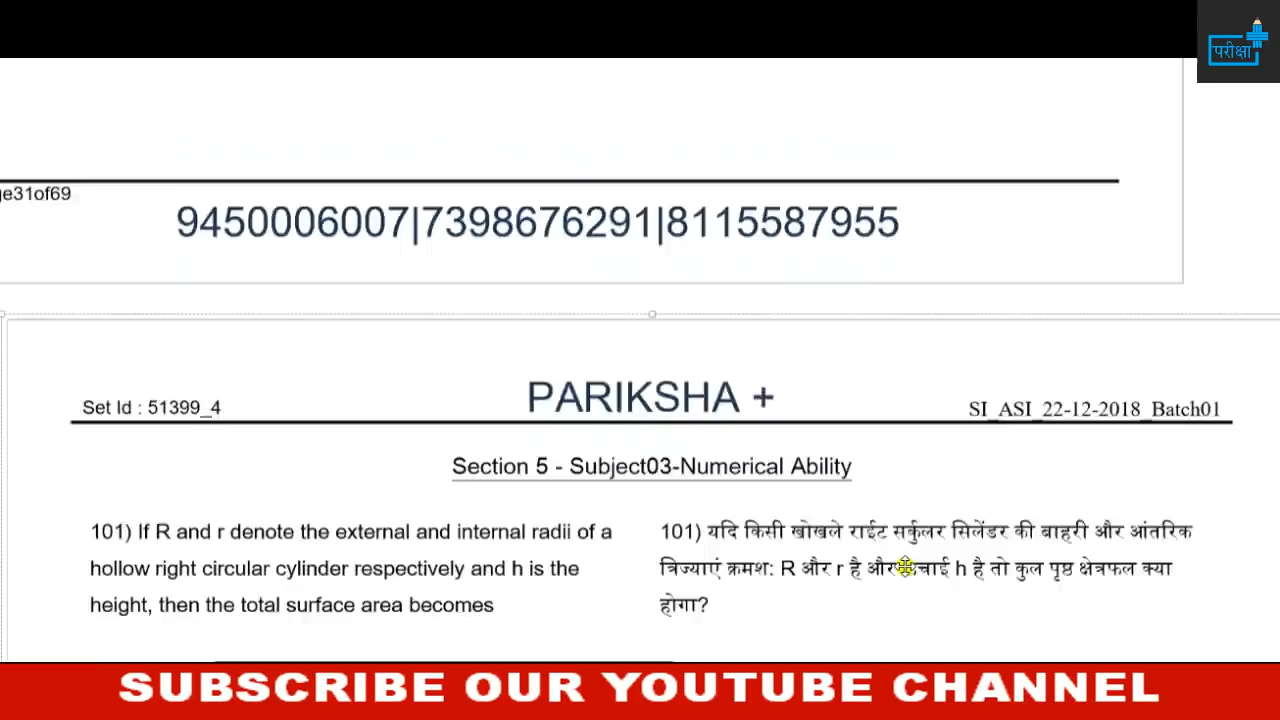 परीक्षा
ge31of69
9450006007|7398676291|8115587955
PARIKSHA +
Set Id : 51399_4
SI_ASI_22-12-2018_Batch01
Section 5 - Subject03-Numerical Ability
101) If R and r denote the external and internal radii of a
hollow right circular cylinder respectively and h is the
height, then the total surface area becomes
101) यदि किसी खोखले राईट सर्कुलर सिलेंडर की बाहरी और आंतरिक
त्रिज्याएं क्रमश: R और r है और h है तो कुल पृष्ठ क्षेत्रफल क्या
होगा?
SUBSCRIBE OUR YOUTUBE CHANNEL